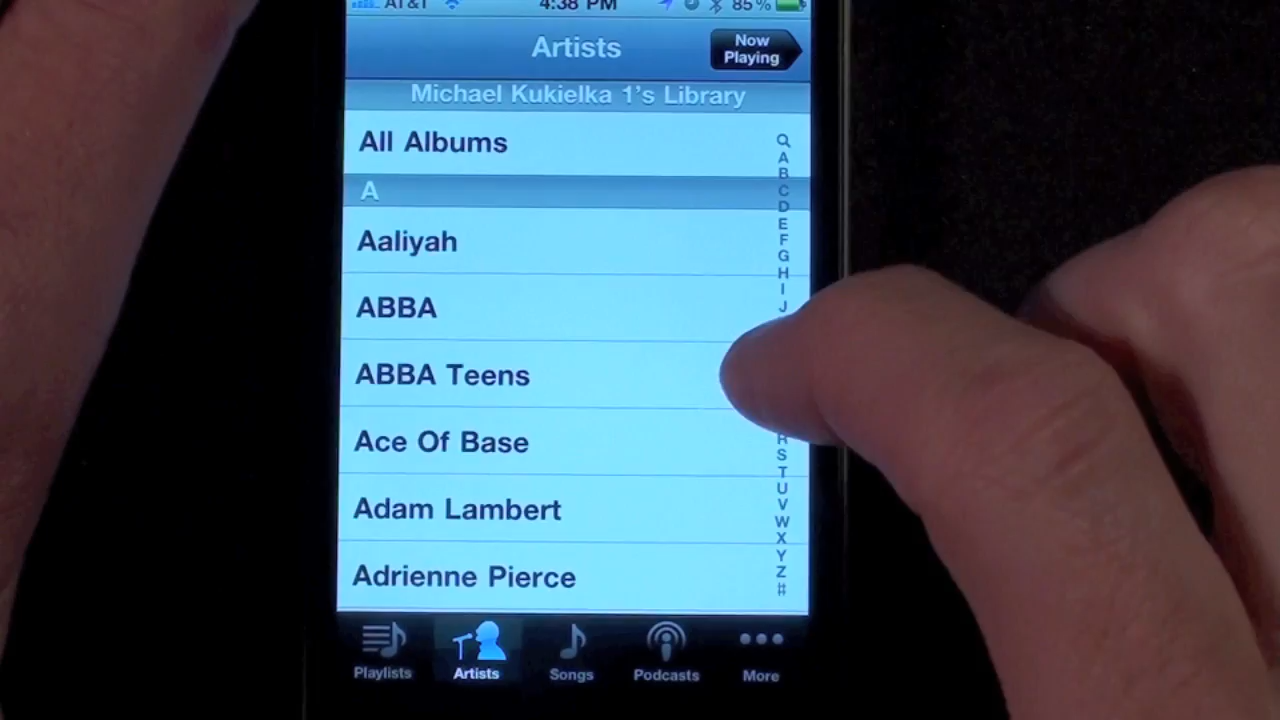 AT&T 4:38 PM 85%
Artists
Now
Playing
Michael Kukielka 1's Library
All Albums
A
Aaliyah
ABBA
ABBA Teens
Ace Of Base
Adam Lambert
Adrienne Pierce
A
B
C
D
E
F
G
H
I
J
R
S
T
U
V
W
X
Y
Z
#
Playlists Artists Songs Podcasts More